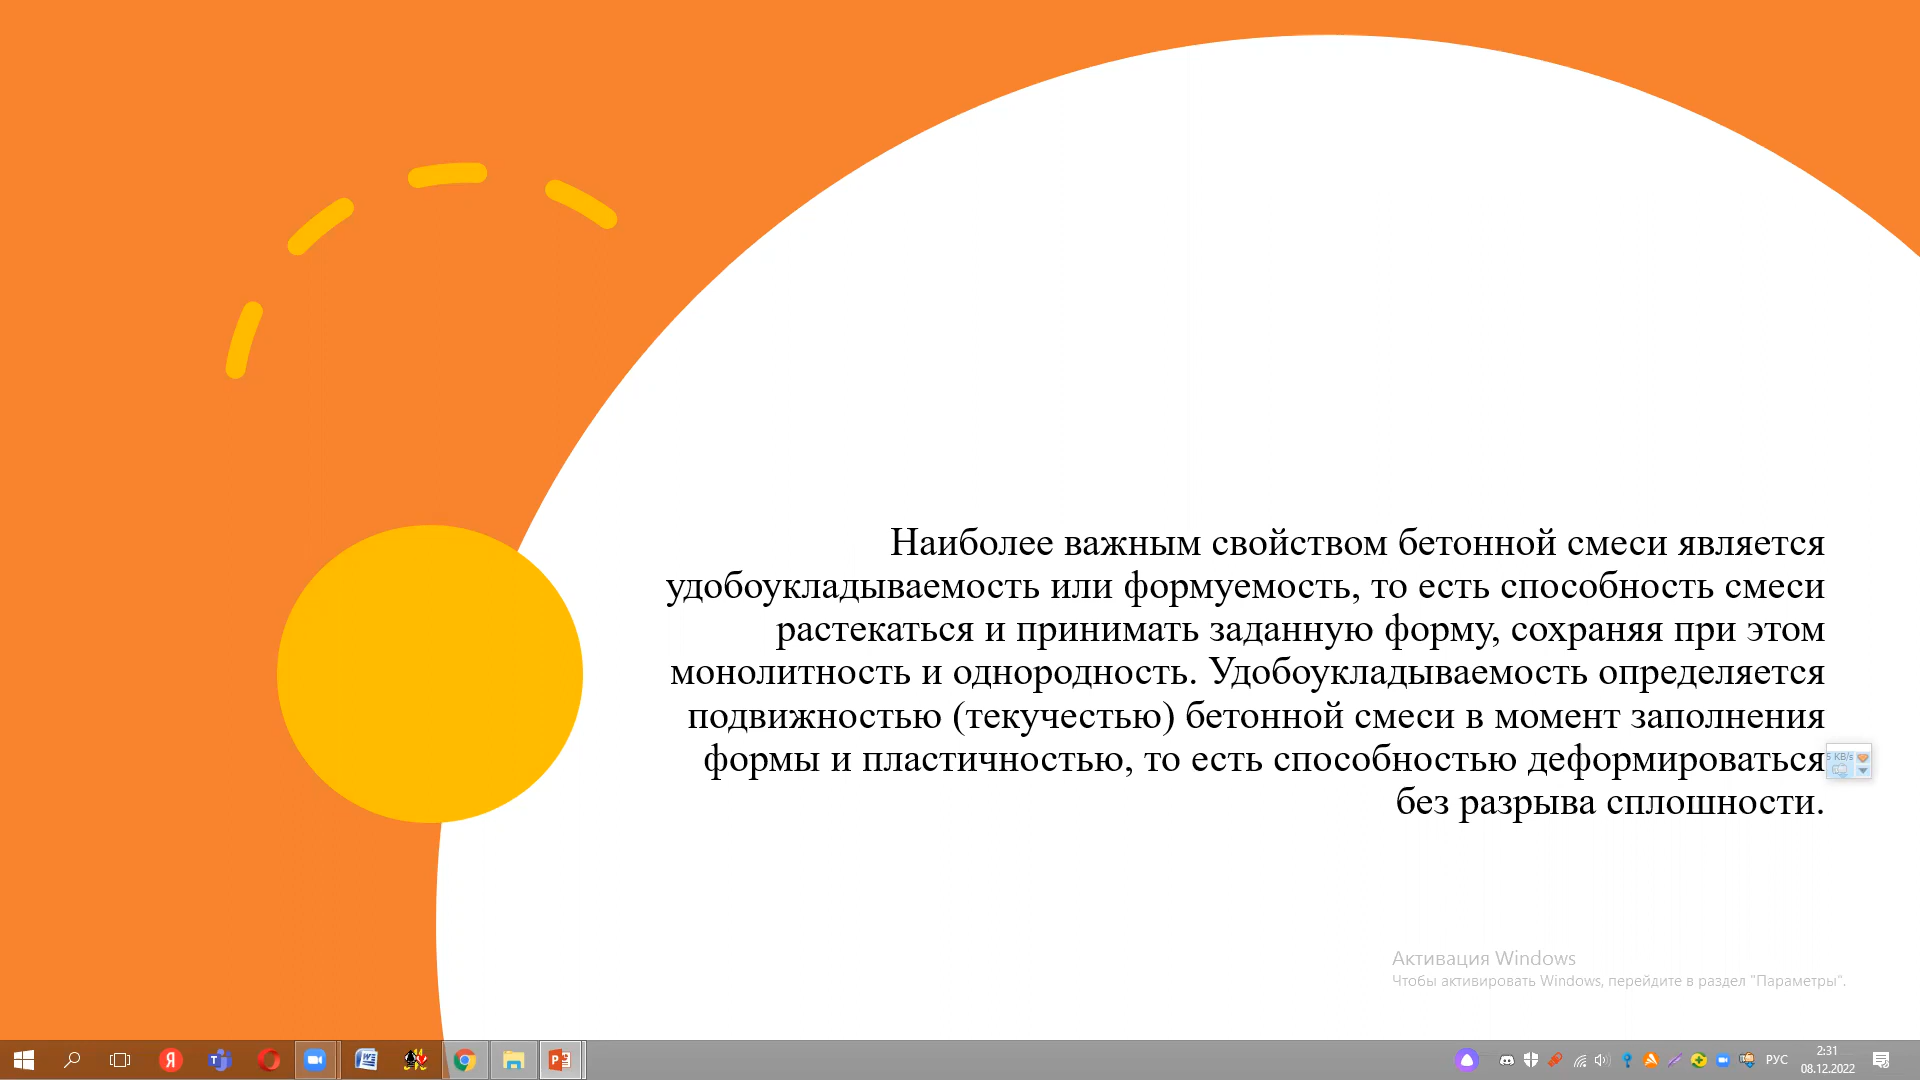 Наиболее важным свойством бетонной смеси является
удобоукладываемость или формуемость, то есть способность смеси
растекаться и принимать заданную форму, сохраняя при этом
монолитность и однородность. Удобоукладываемость определяется
подвижностью (текучестью) бетонной смеси в момент заполнения
формы и пластичностью, то есть способностью деформироваться
5 KB/s
без разрыва сплошности.
Активация Windows
Чтобы активировать Windows, перейдите в раздел "Параметры".
РУС
2:31
08.12.2022